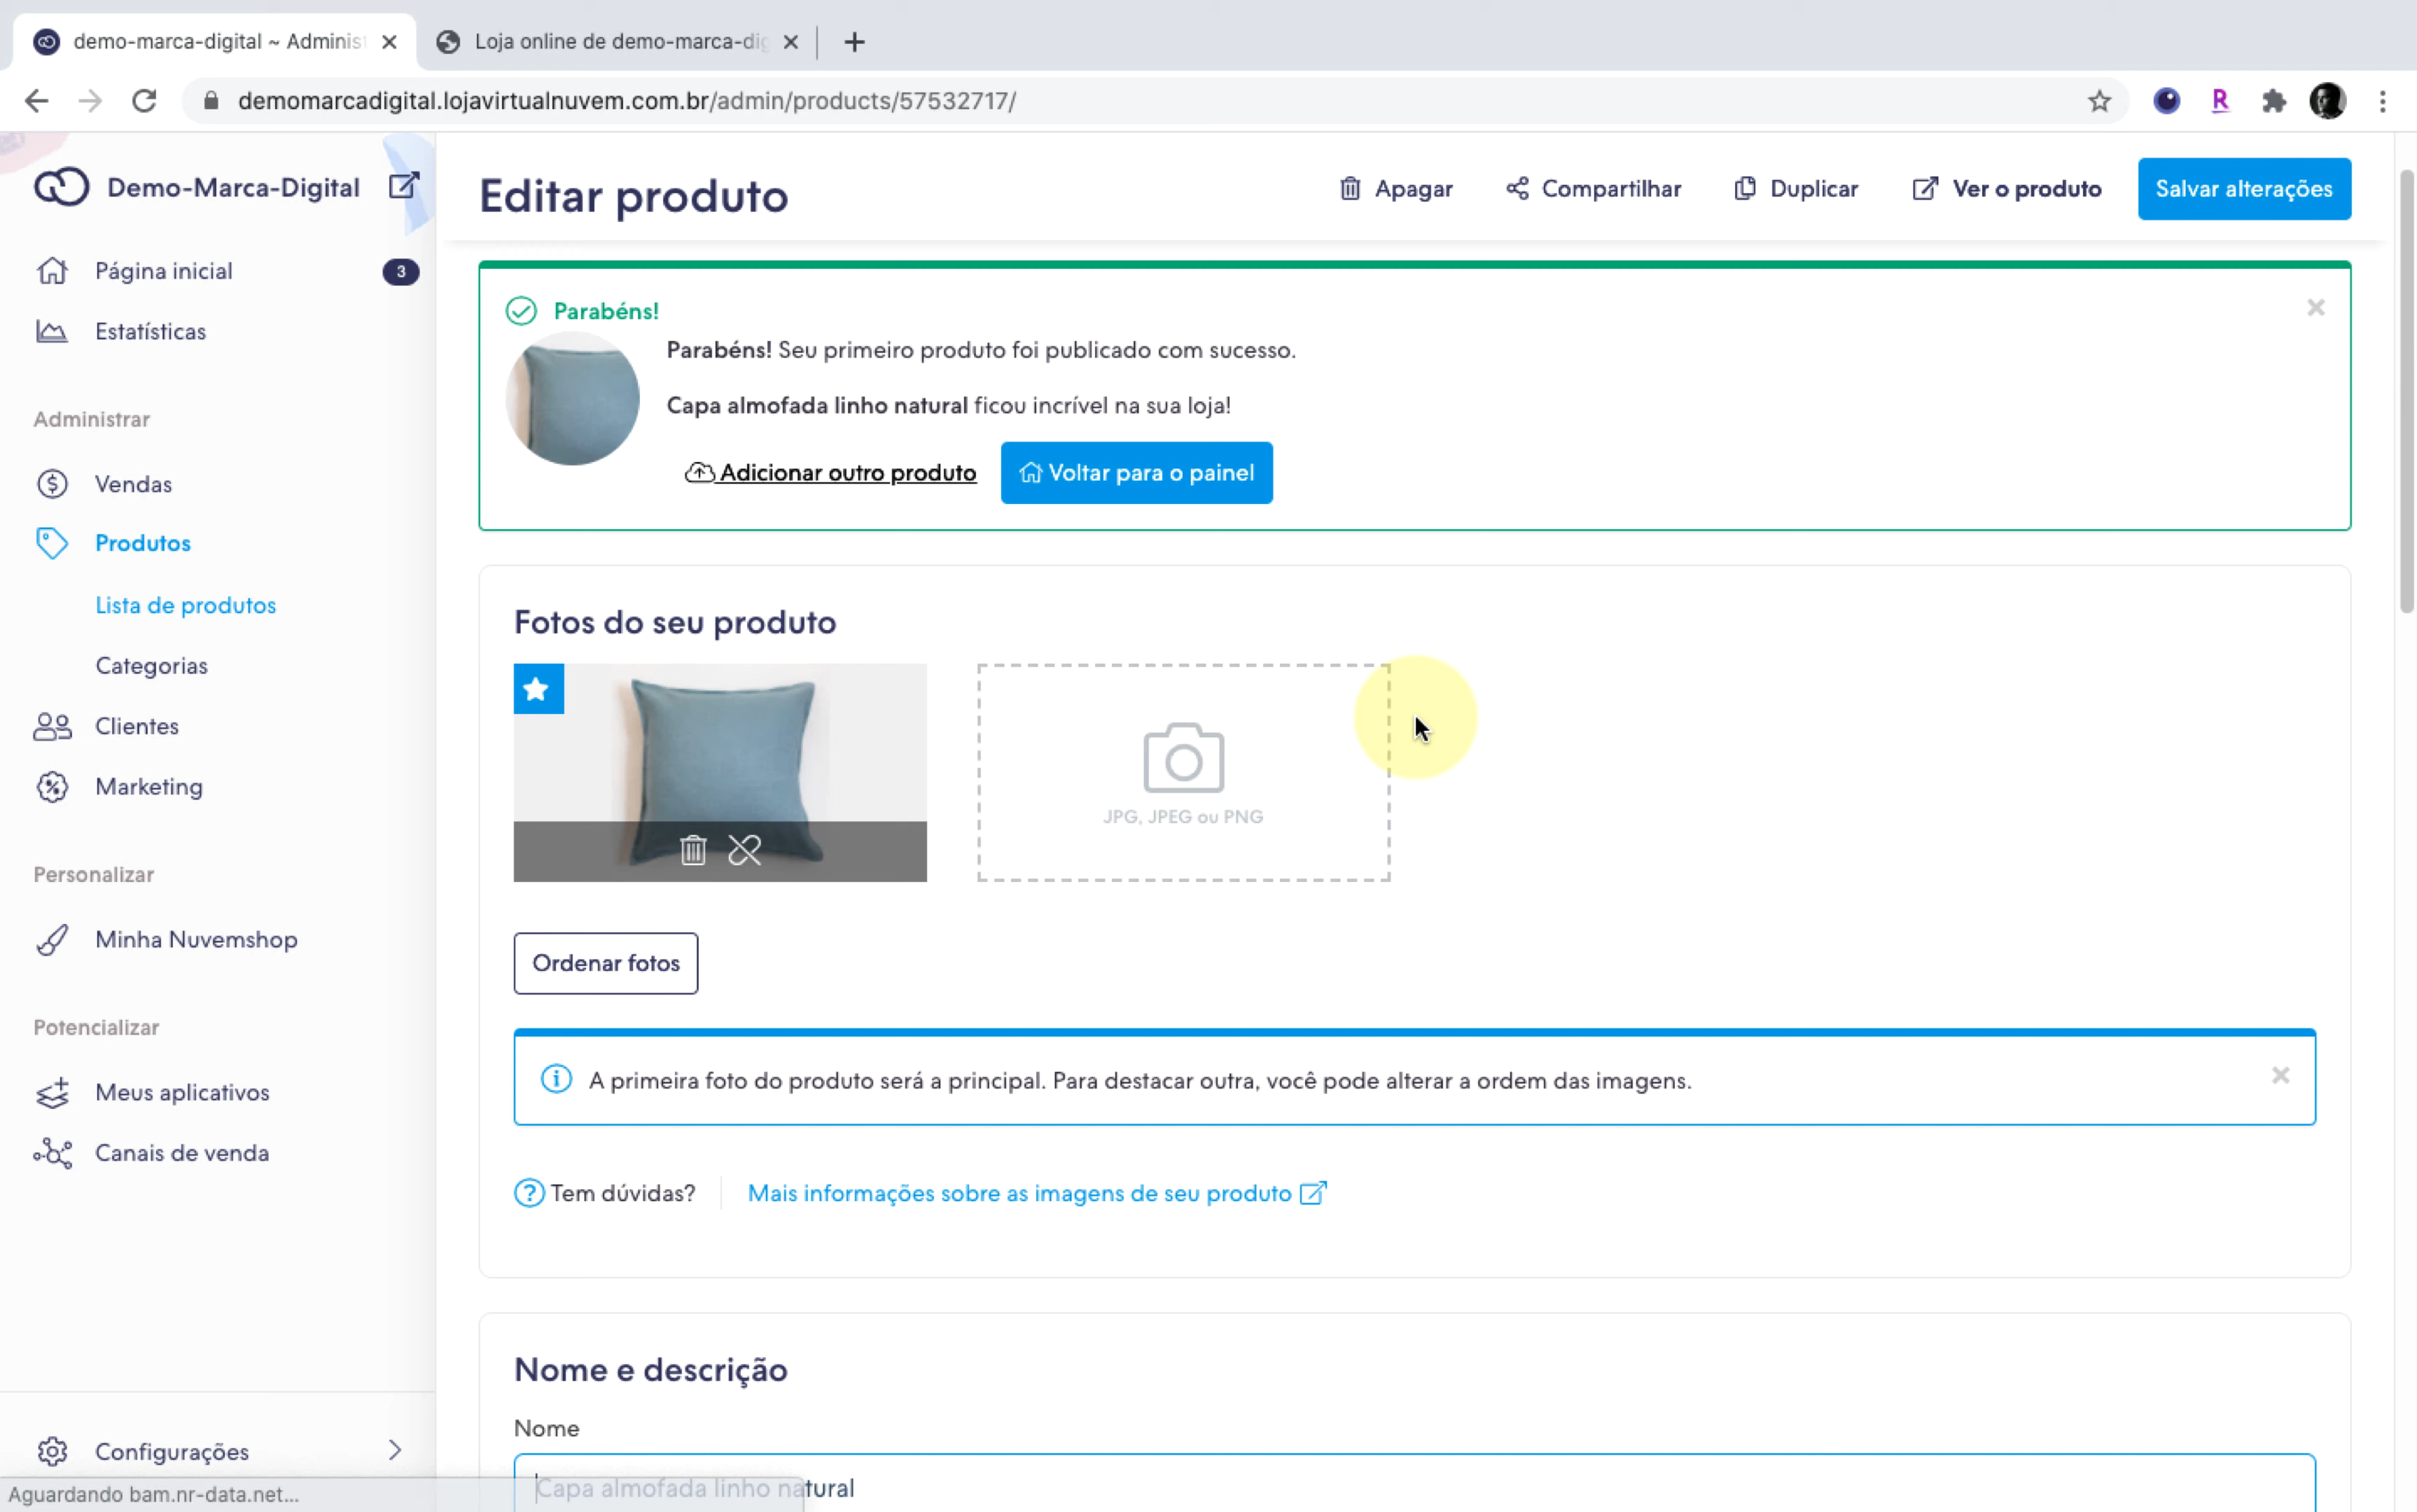 demo-marca-digital ~ Adminis
Loja online de demo-marca-dig
demomarcadigital.lojavirtualnuvem.com.br/admin/products/57532717/
R
Demo-Marca-Digital
Página inicial
3
Estatísticas
Administrar
Vendas
Produtos
Lista de produtos
Categorias
Clientes
Marketing
Personalizar
Minha Nuvemshop
Potencializar
Meus aplicativos
Canais de venda
Configurações
Aguardando bam.nr-data.net...
Editar produto
Apagar
Compartilhar
Duplicar
Ver o produto
Salvar alterações
Parabéns!
Parabéns! Seu primeiro produto foi publicado com sucesso.
Capa almofada linho natural ficou incrível na sua loja!
Adicionar outro produto
Voltar para o painel
Fotos do seu produto
JPG, JPEG ou PNG
Ordenar fotos
A primeira foto do produto será a principal. Para destacar outra, você pode alterar a ordem das imagens.
Tem dúvidas?
Mais informações sobre as imagens de seu produto
Nome e descrição
Nome
Capa almofada linho natural